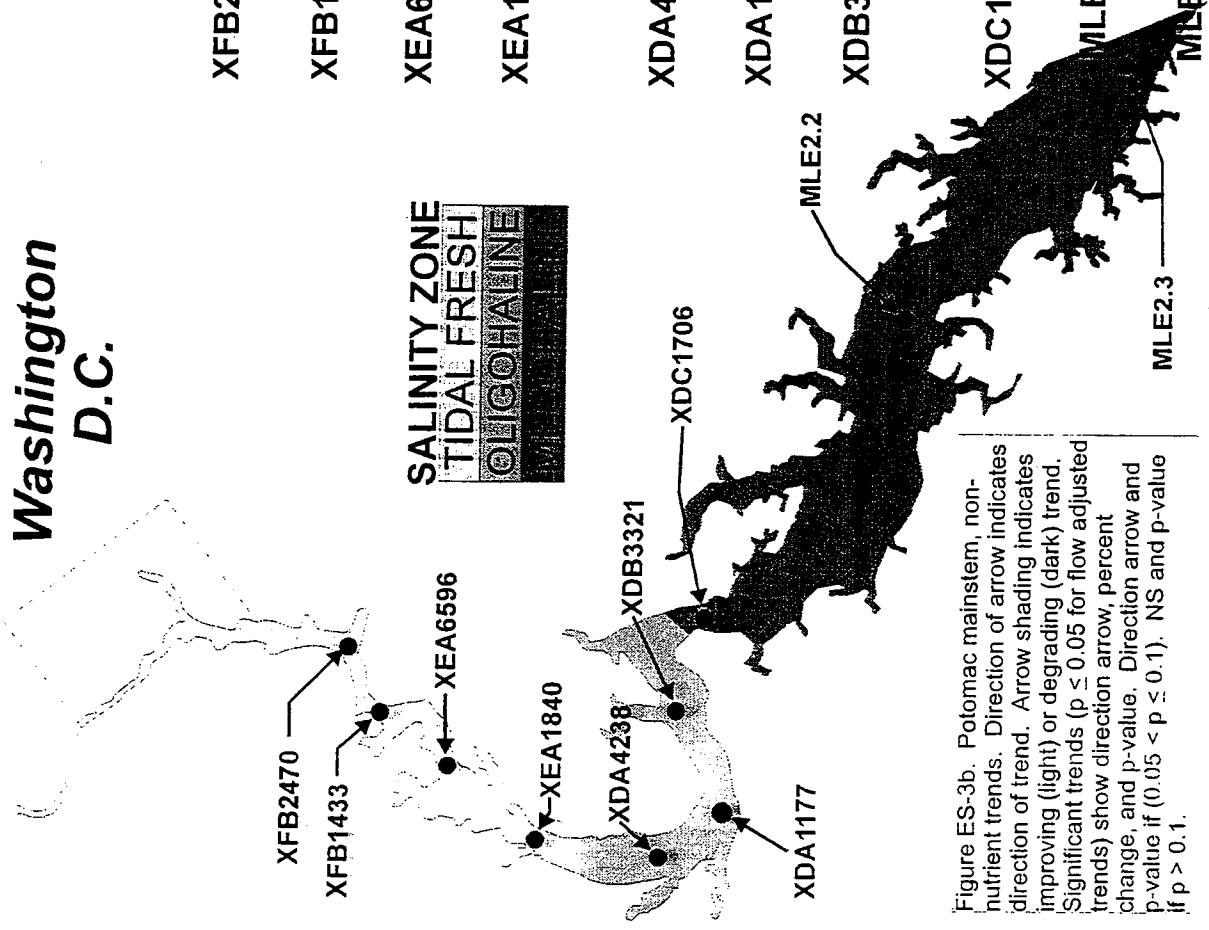 Washington
D.C.
XFB2
XFB1
XEA6
XEA1
XDA4
XDA1
XDB3
XDC1
MLE
MLE
SALINITY ZONE
TIDAL FRESH
OLIGOHALINE
XFB2470
XFB1433
XEA6596
XEA1840
XDA4238
XDA1177
XDB3321
XDC1706
MLE2.2
MLE2.3
Figure ES-3b. Potomac mainstem, non-
nutrient trends. Direction of arrow indicates
direction of trend. Arrow shading indicates
improving (light) or degrading (dark) trend.
Significant trends (p ≤ 0.05 for flow adjusted
trends) show direction arrow, percent
change, and p-value. Direction arrow and
p-value if (0.05 < p ≤ 0.1). NS and p-value
if p > 0.1.